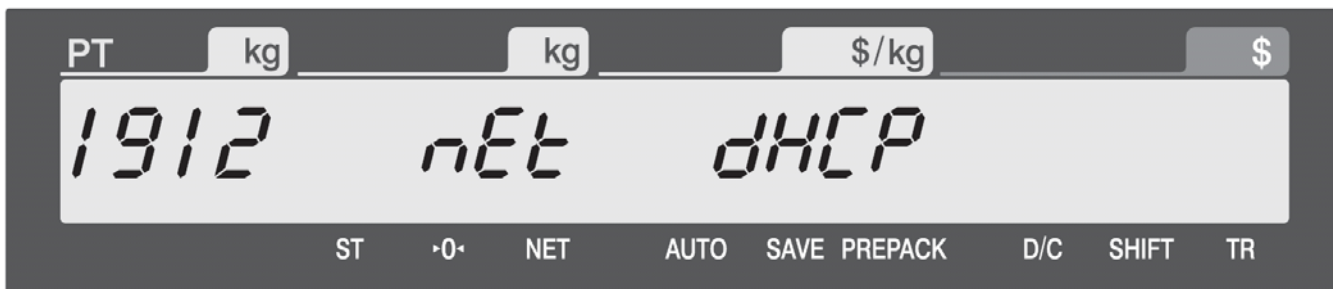 PT kg kg $/kg $
1912 nEt dHCP
ST ▸0◂ NET AUTO SAVE PREPACK D/C SHIFT TR